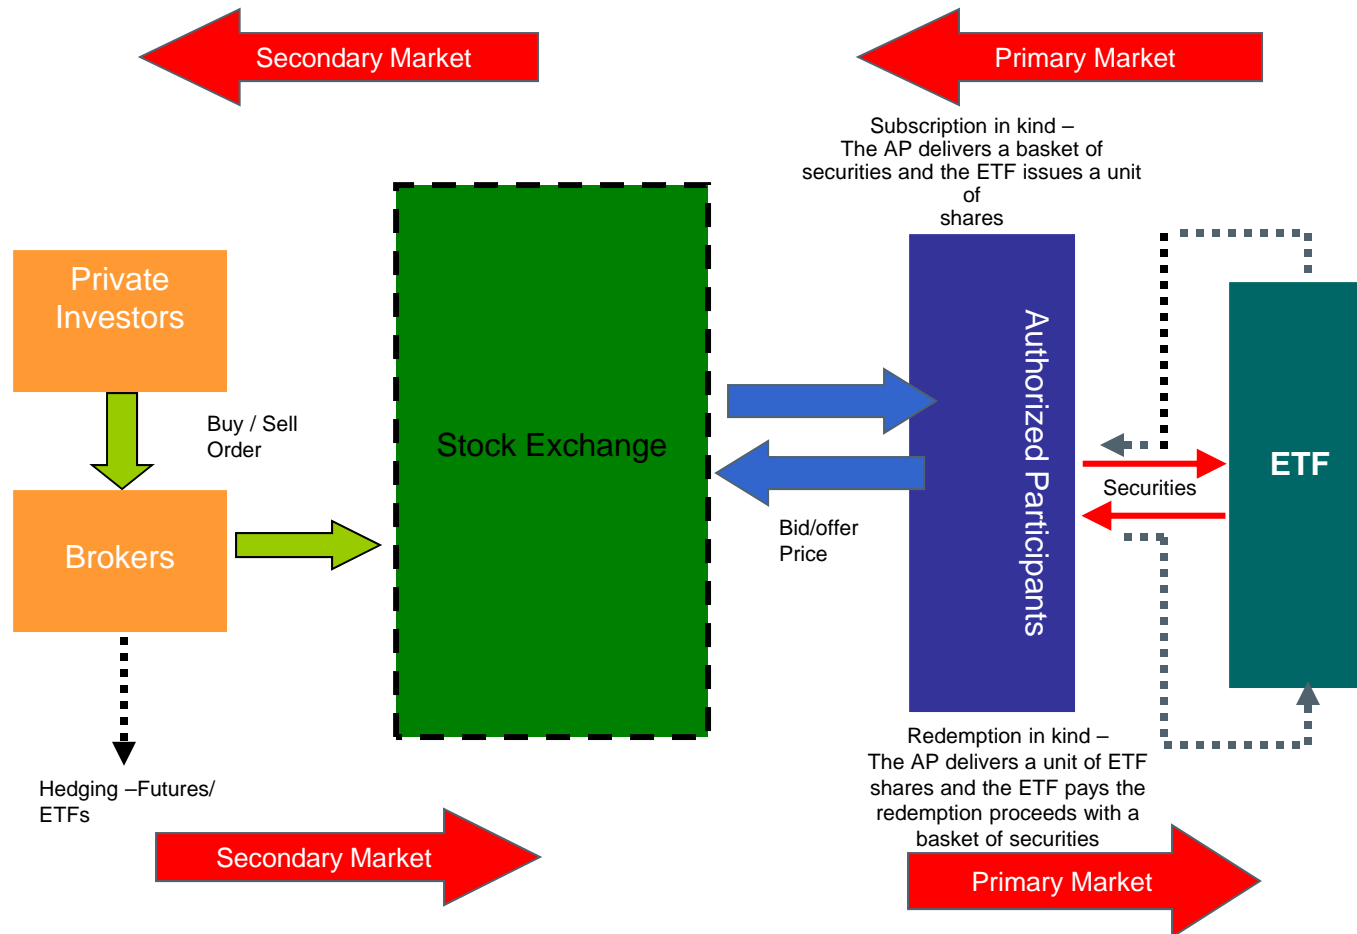 Secondary Market
Primary Market
Subscription in kind –
The AP delivers a basket of
securities and the ETF issues a unit
of
shares
Private
Investors
Buy / Sell
Order
Stock Exchange
Authorized Participants
ETF
Securities
Brokers
Bid/offer
Price
Hedging –Futures/
ETFs
Redemption in kind –
The AP delivers a unit of ETF
shares and the ETF pays the
redemption proceeds with a
basket of securities
Secondary Market
Primary Market